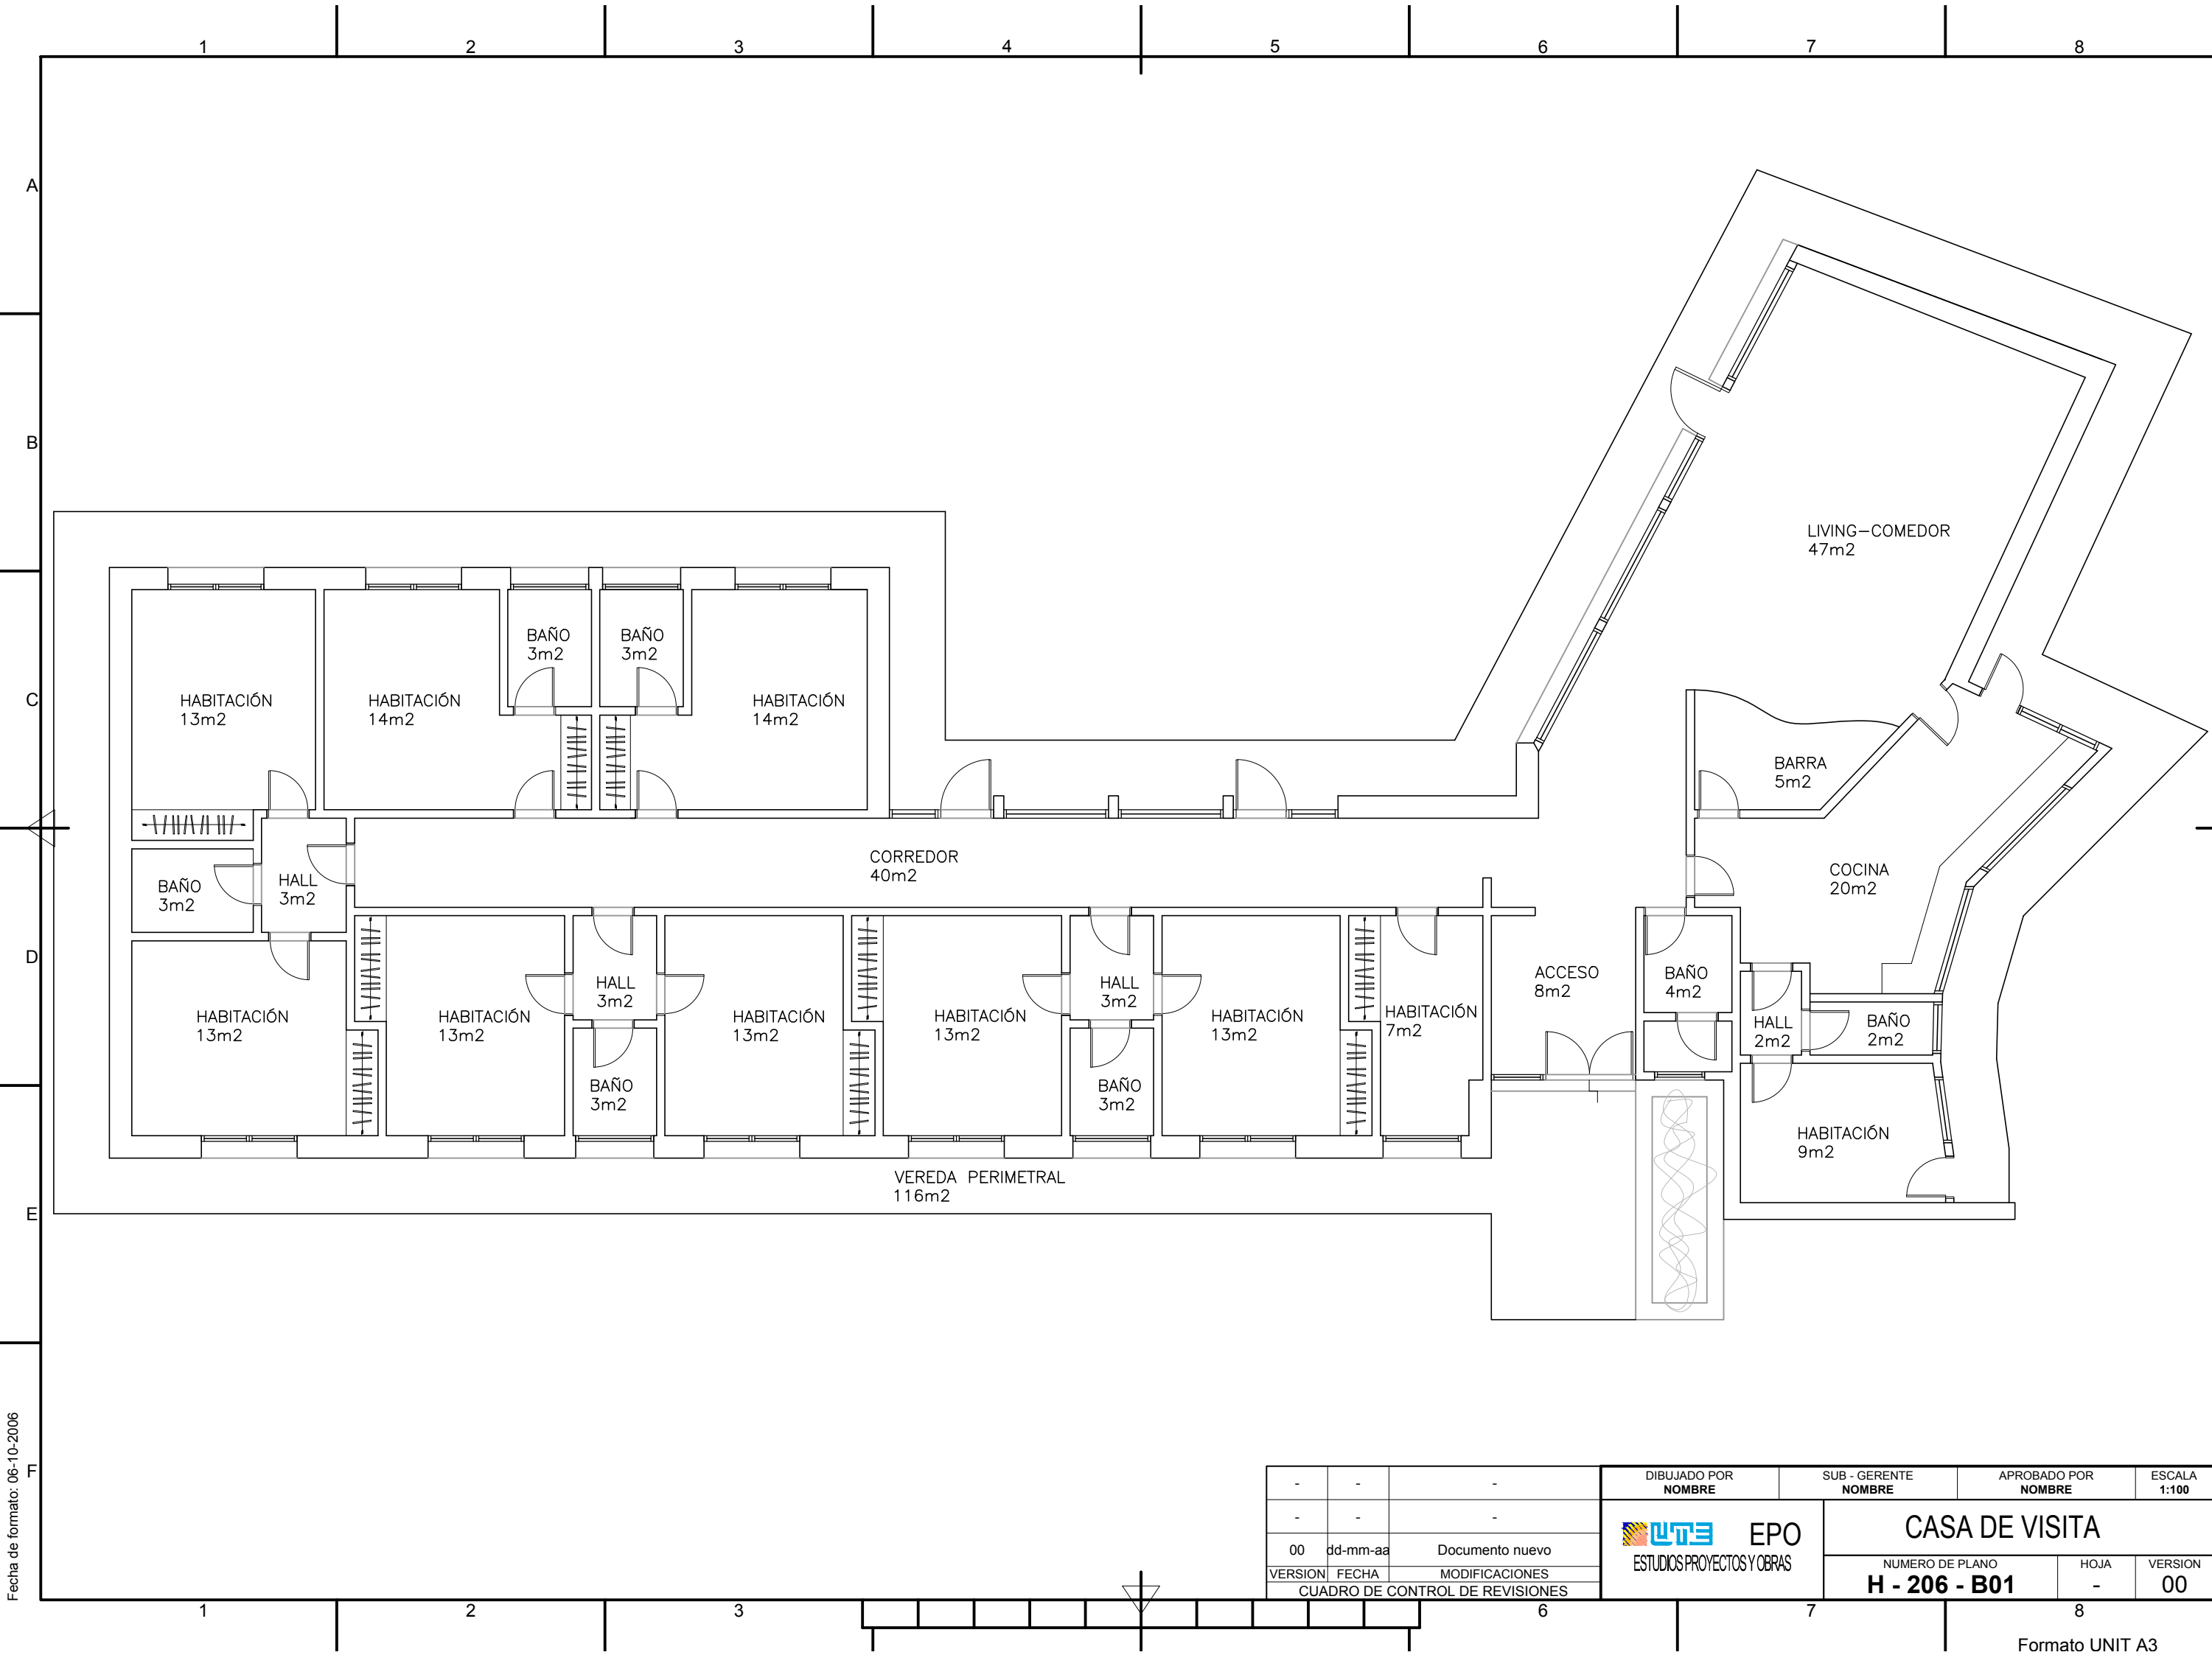 1 2 3 4 5 6 7 8
A
B
C
D
E
F
LIVING-COMEDOR
47m2
BAÑO
3m2
BAÑO
3m2
HABITACIÓN
13m2
HABITACIÓN
14m2
HABITACIÓN
14m2
BARRA
5m2
CORREDOR
40m2
COCINA
20m2
BAÑO
3m2
HALL
3m2
HABITACIÓN
13m2
HABITACIÓN
13m2
HALL
3m2
HABITACIÓN
13m2
HABITACIÓN
13m2
HALL
3m2
HABITACIÓN
13m2
HABITACIÓN
7m2
ACCESO
8m2
BAÑO
4m2
HALL
2m2
BAÑO
2m2
BAÑO
3m2
BAÑO
3m2
HABITACIÓN
9m2
VEREDA PERIMETRAL
116m2
Fecha de formato: 06-10-2006
- - -
- - -
00 dd-mm-aa Documento nuevo
VERSION FECHA MODIFICACIONES
CUADRO DE CONTROL DE REVISIONES
DIBUJADO POR
NOMBRE
SUB - GERENTE
NOMBRE
APROBADO POR
NOMBRE
ESCALA
1:100
UTE EPO
ESTUDIOS PROYECTOS Y OBRAS
CASA DE VISITA
NUMERO DE PLANO
H - 206 - B01
HOJA
-
VERSION
00
1 2 3 6 7 8
Formato UNIT A3